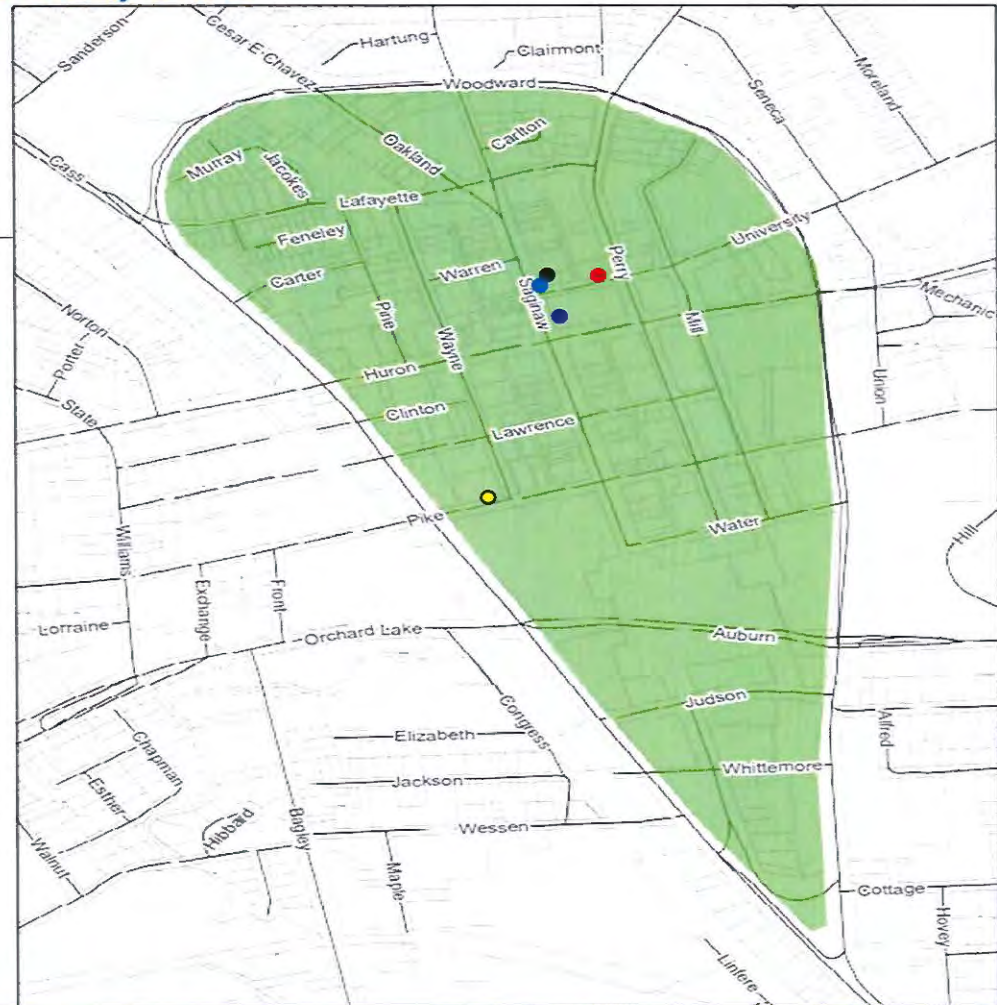 Sanderson
Cesar E Chavez
Hartung
Clairmont
Woodward
Seneca
Moreland
Cass
Murray
Jacokes
Oakland
Carlton
Lafayette
Feneley
Carter
Warren
Saginaw
Perry
University
Mechanic
Norton
Porter
State
Pine
Wayne
Mill
Huron
Union
Clinton
Lawrence
Pike
Water
Williams
Exchange
Front
Hill
Lorraine
Orchard Lake
Auburn
Congress
Judson
Alfred
Chapman
Elizabeth
Esther
Jackson
Whittemore
Hibbard
Bagley
Wessen
Walnut
Maple
Cottage
Hovey
Linfere